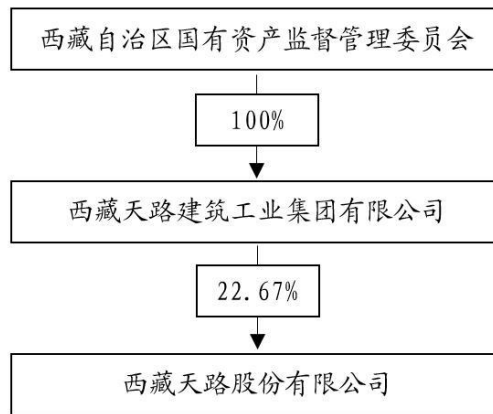 西藏自治区国有资产监督管理委员会
100%
西藏天路建筑工业集团有限公司
22.67%
西藏天路股份有限公司